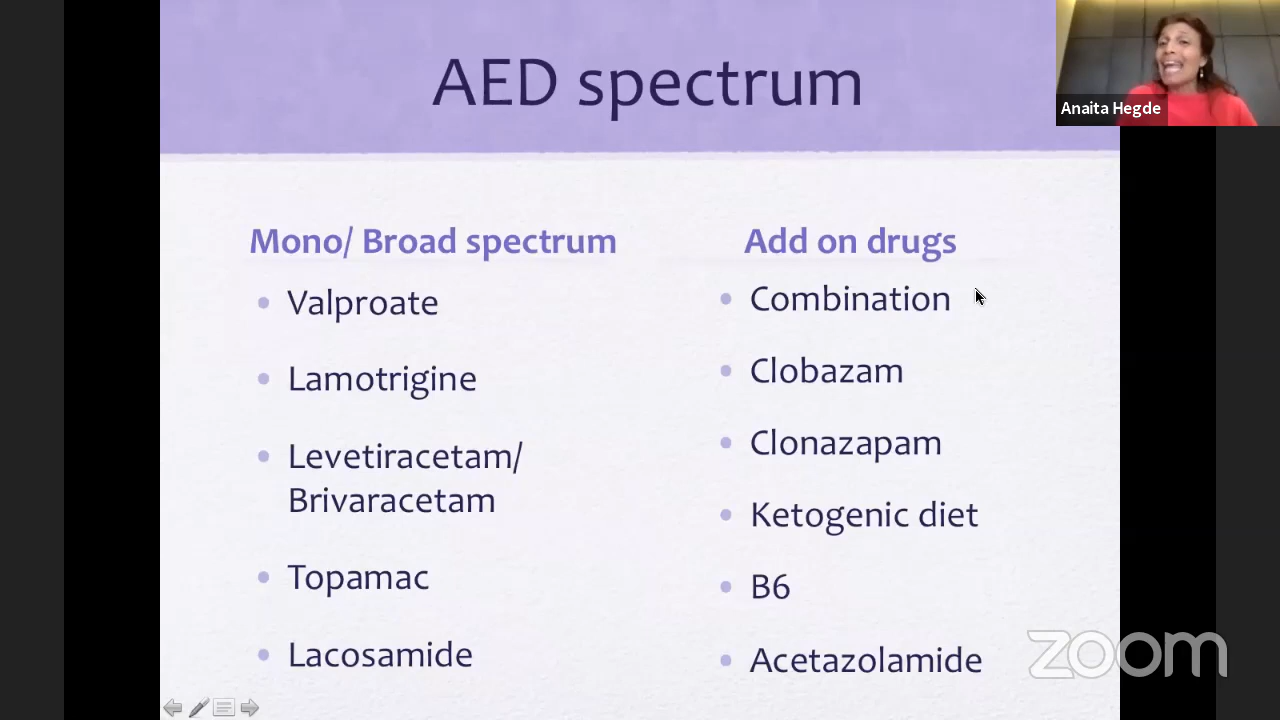 AED spectrum
Anaita Hegde
Mono/ Broad spectrum
Valproate
Lamotrigine
Levetiracetam/
Brivaracetam
Topamac
Lacosamide
Add on drugs
Combination
Clobazam
Clonazapam
Ketogenic diet
B6
Acetazolamide
zoom